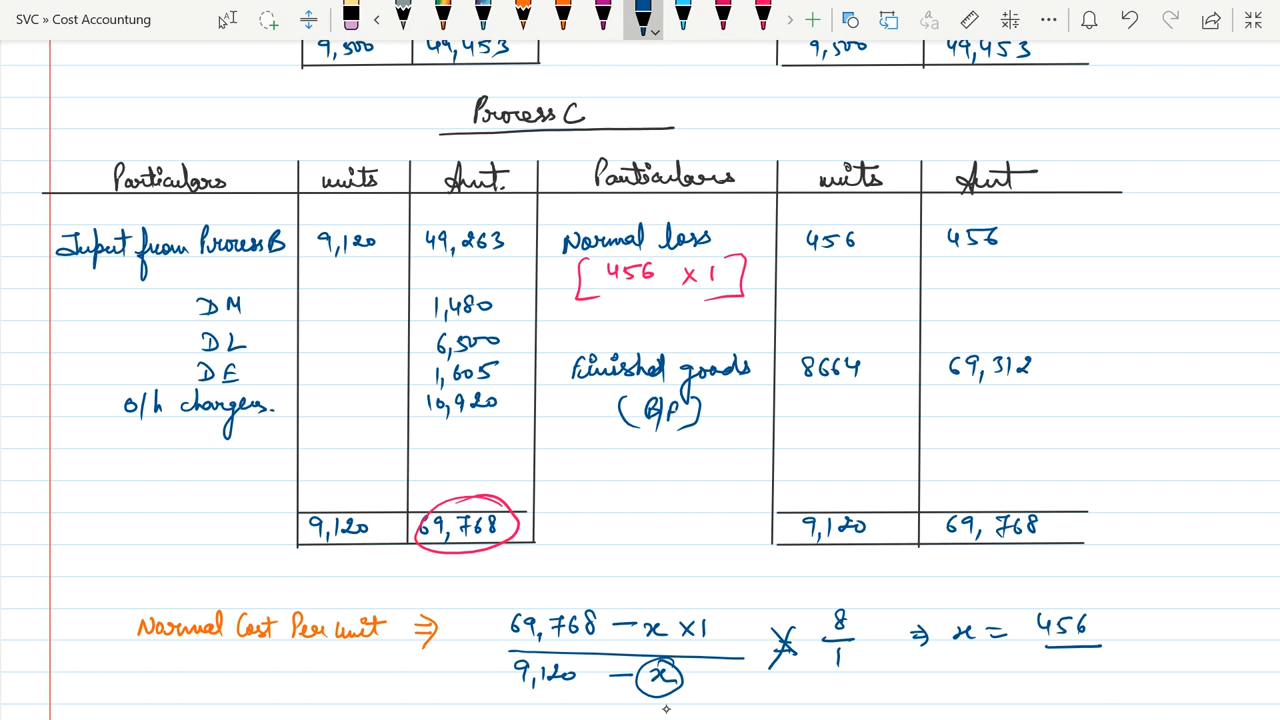 SVC » Cost Accountung
9,500 49,453 9,500 49,453
Process C
Particulars units Amt. Particulars units Amt
Input from Process B 9,120 49,263 Normal loss 456 456
[456 × 1]
DM 1,480
DL 6,500
DE 1,605 Finished goods 8664 69,312
o/h charges. 10,920 (B/P)
9,120 69,768 9,120 69,768
Normal Cost Per unit ⇒ 69,768 – x × 1 8 ⇒ x = 456
9,120 – x 1